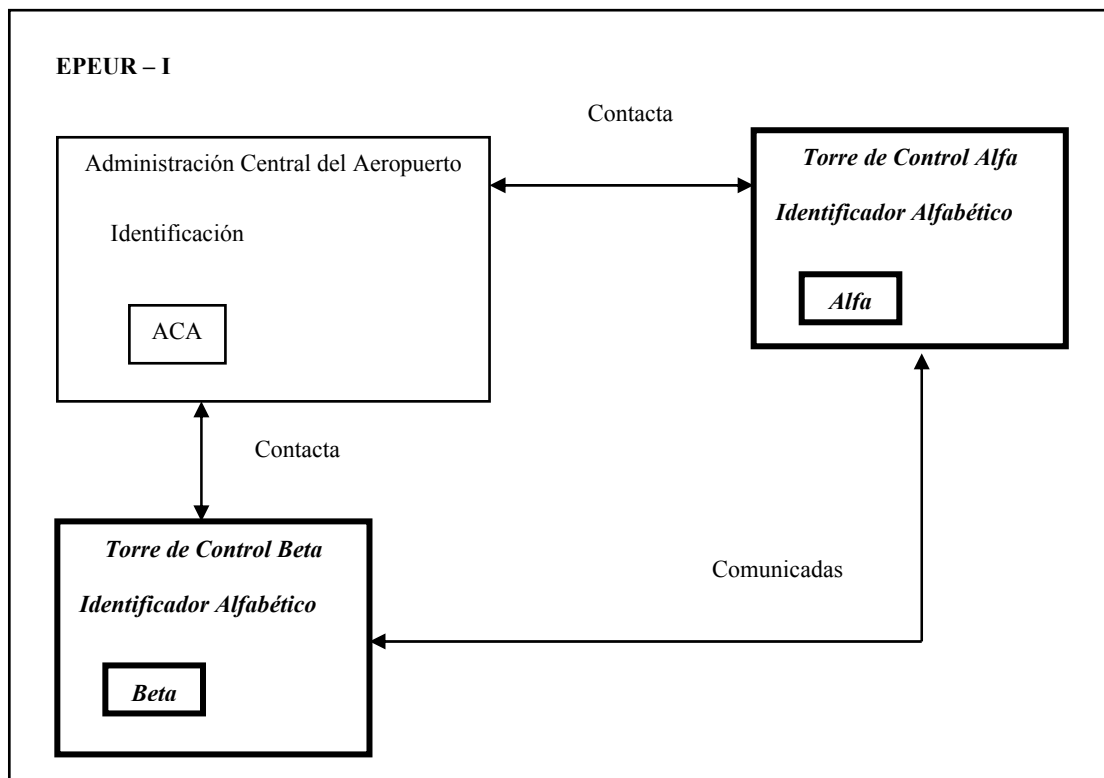 EPEUR – I
Contacta
Administración Central del Aeropuerto
Identificación
ACA
Torre de Control Alfa
Identificador Alfabético
Alfa
Contacta
Torre de Control Beta
Identificador Alfabético
Beta
Comunicadas